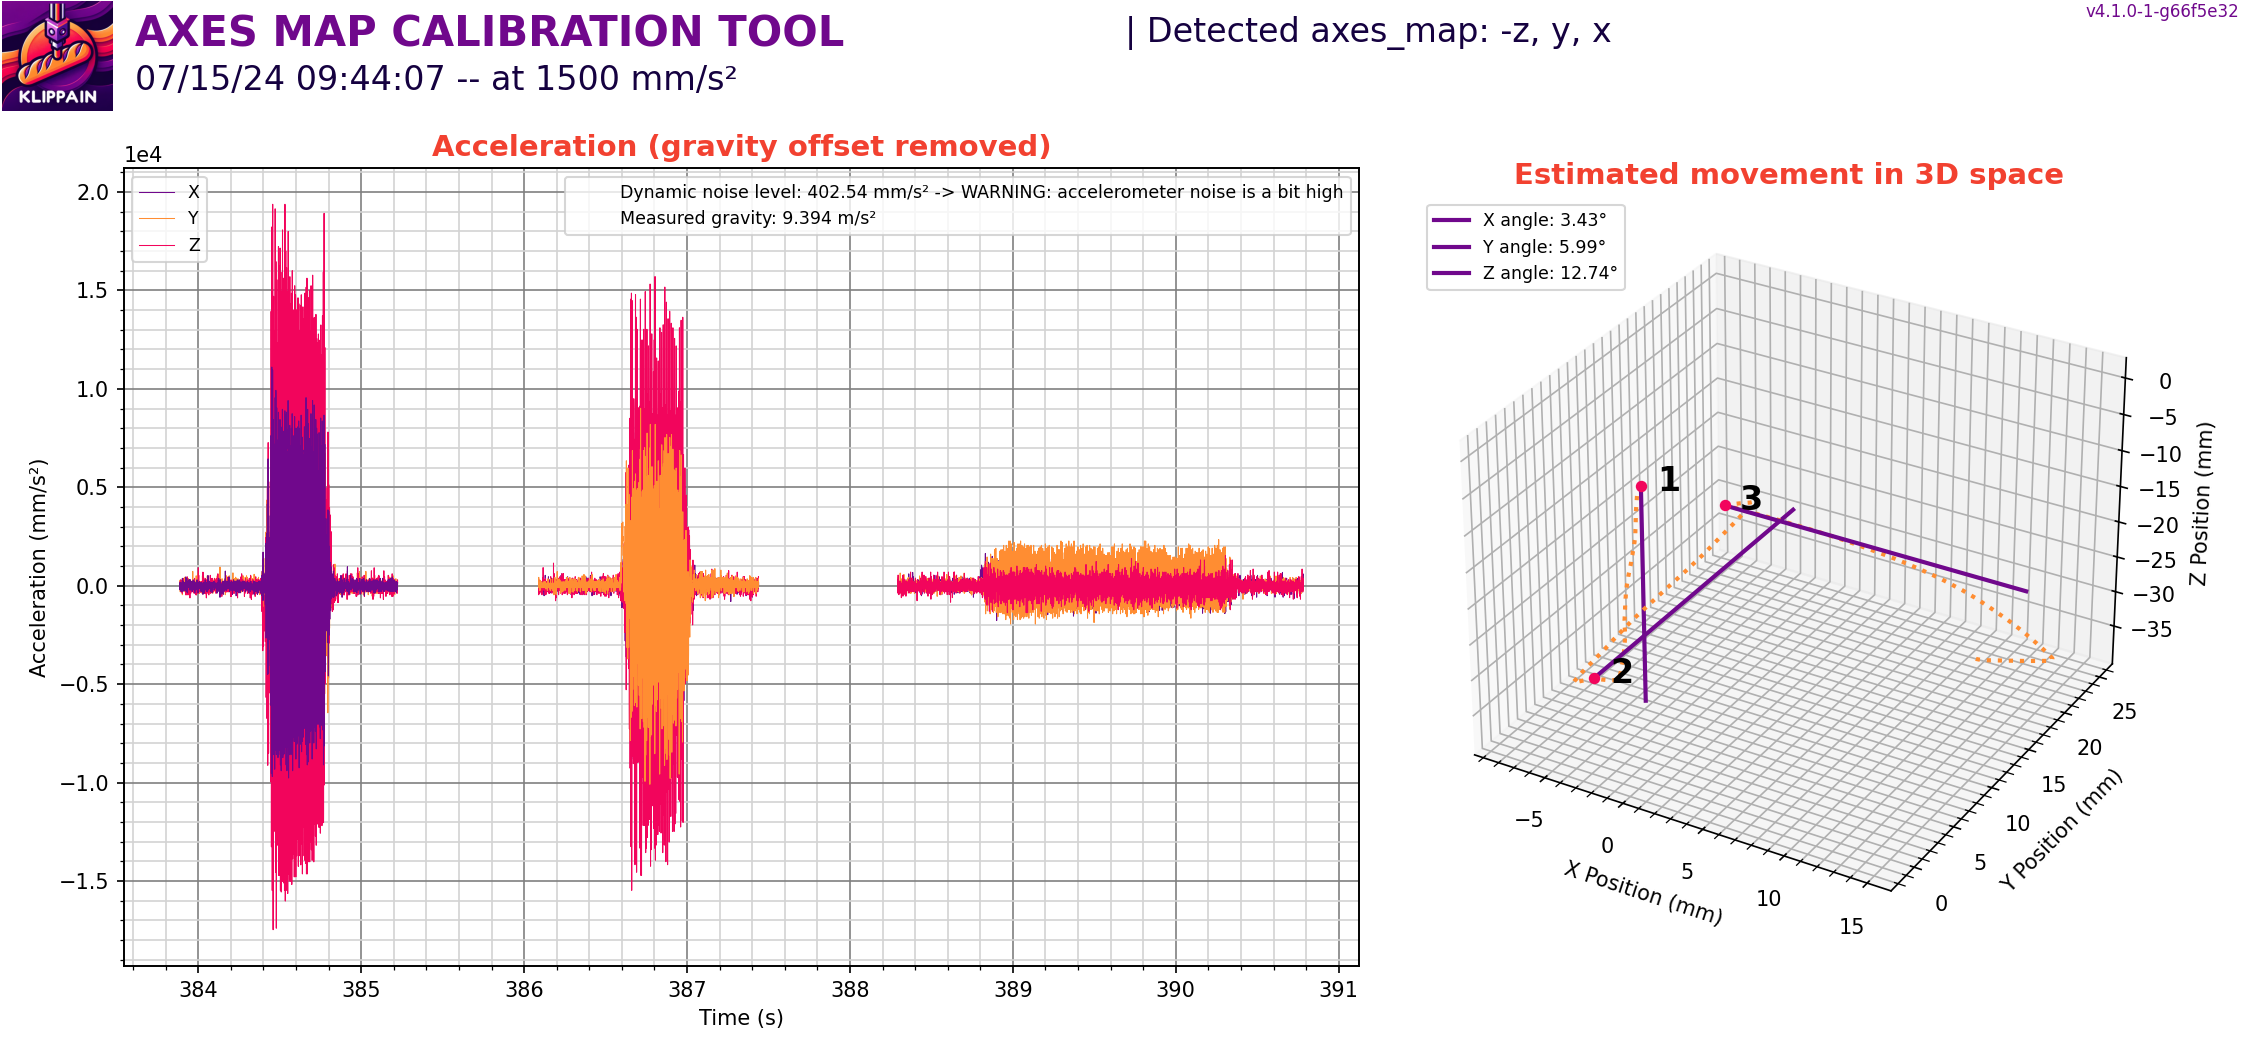 KLIPPAIN
AXES MAP CALIBRATION TOOL
07/15/24 09:44:07 -- at 1500 mm/s²
| Detected axes_map: -z, y, x
v4.1.0-1-g66f5e32
Acceleration (gravity offset removed)
1e4
X
Y
Z
Dynamic noise level: 402.54 mm/s² -> WARNING: accelerometer noise is a bit high
Measured gravity: 9.394 m/s²
2.0
1.5
1.0
0.5
0.0
−0.5
−1.0
−1.5
Acceleration (mm/s²)
384
385
386
387
388
389
390
391
Time (s)
Estimated movement in 3D space
X angle: 3.43°
Y angle: 5.99°
Z angle: 12.74°
1
3
2
0
−5
−10
−15
−20
−25
−30
−35
Z Position (mm)
−5
0
5
10
15
X Position (mm)
0
5
10
15
20
25
Y Position (mm)